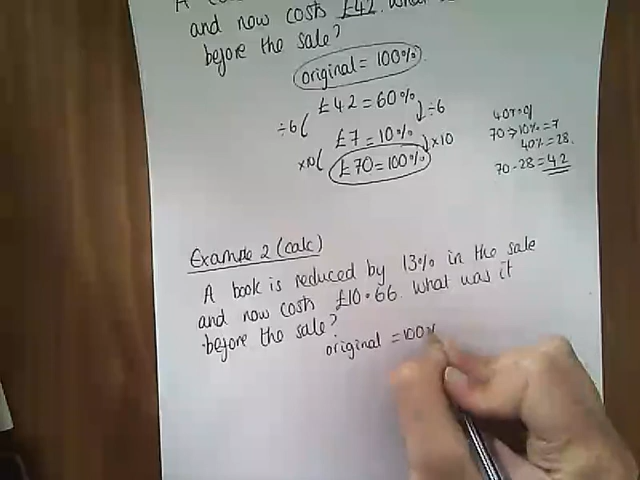 and now costs £42. what
before the sale?
original = 100%
£42 = 60%
÷6 ÷6
£7 = 10%
×10 ×10
£70 = 100%
40% of
70 → 10% = 7
40% = 28
70 - 28 = 42
Example 2 (calc)
A book is reduced by 13% in the sale
and now costs £10.66. What was it
before the sale?
original = 100%